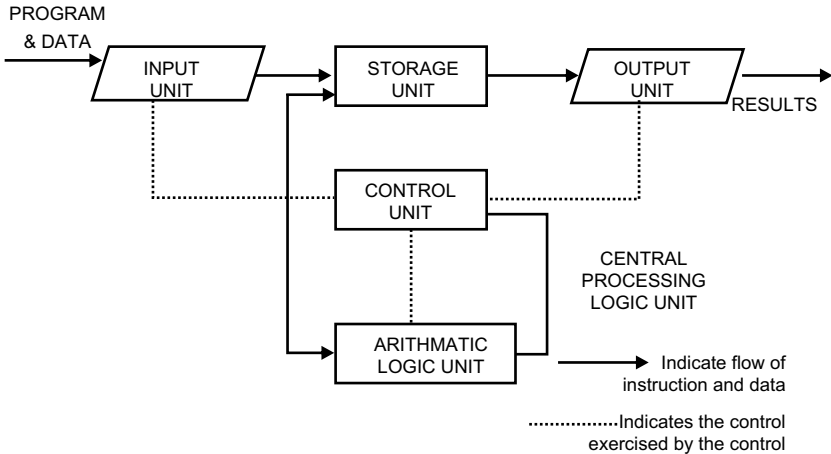 PROGRAM
& DATA
INPUT
UNIT
STORAGE
UNIT
OUTPUT
UNIT
RESULTS
CONTROL
UNIT
CENTRAL
PROCESSING
LOGIC UNIT
ARITHMATIC
LOGIC UNIT
Indicate flow of
instruction and data
Indicates the control
exercised by the control